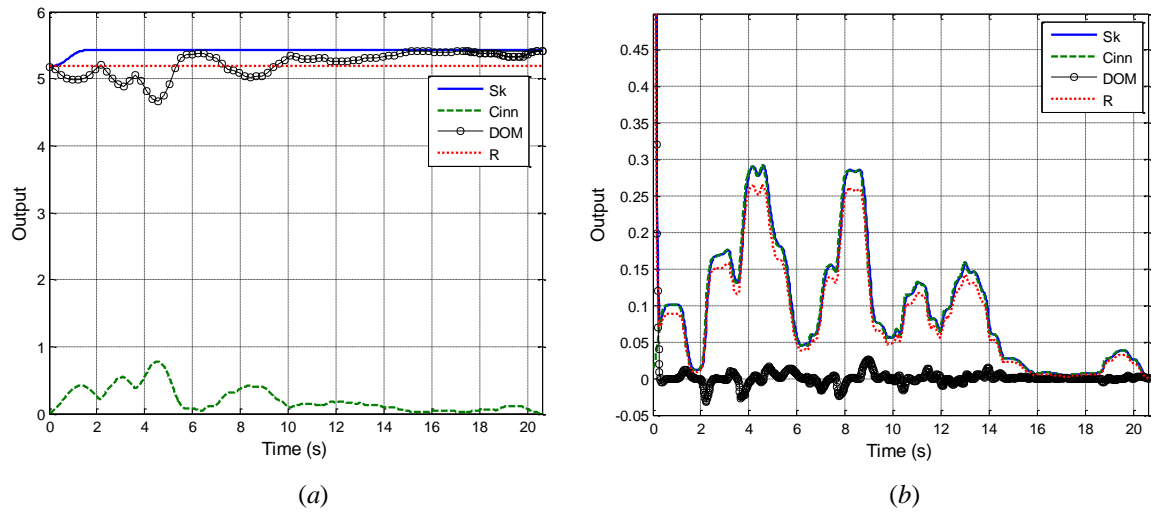 6
5
4
3
2
1
0
0 2 4 6 8 10 12 14 16 18 20
Output
Time (s)
Sk
Cinn
DOM
R
(a)
0.45
0.4
0.35
0.3
0.25
0.2
0.15
0.1
0.05
0
-0.05
0 2 4 6 8 10 12 14 16 18 20
Output
Time (s)
Sk
Cinn
DOM
R
(b)